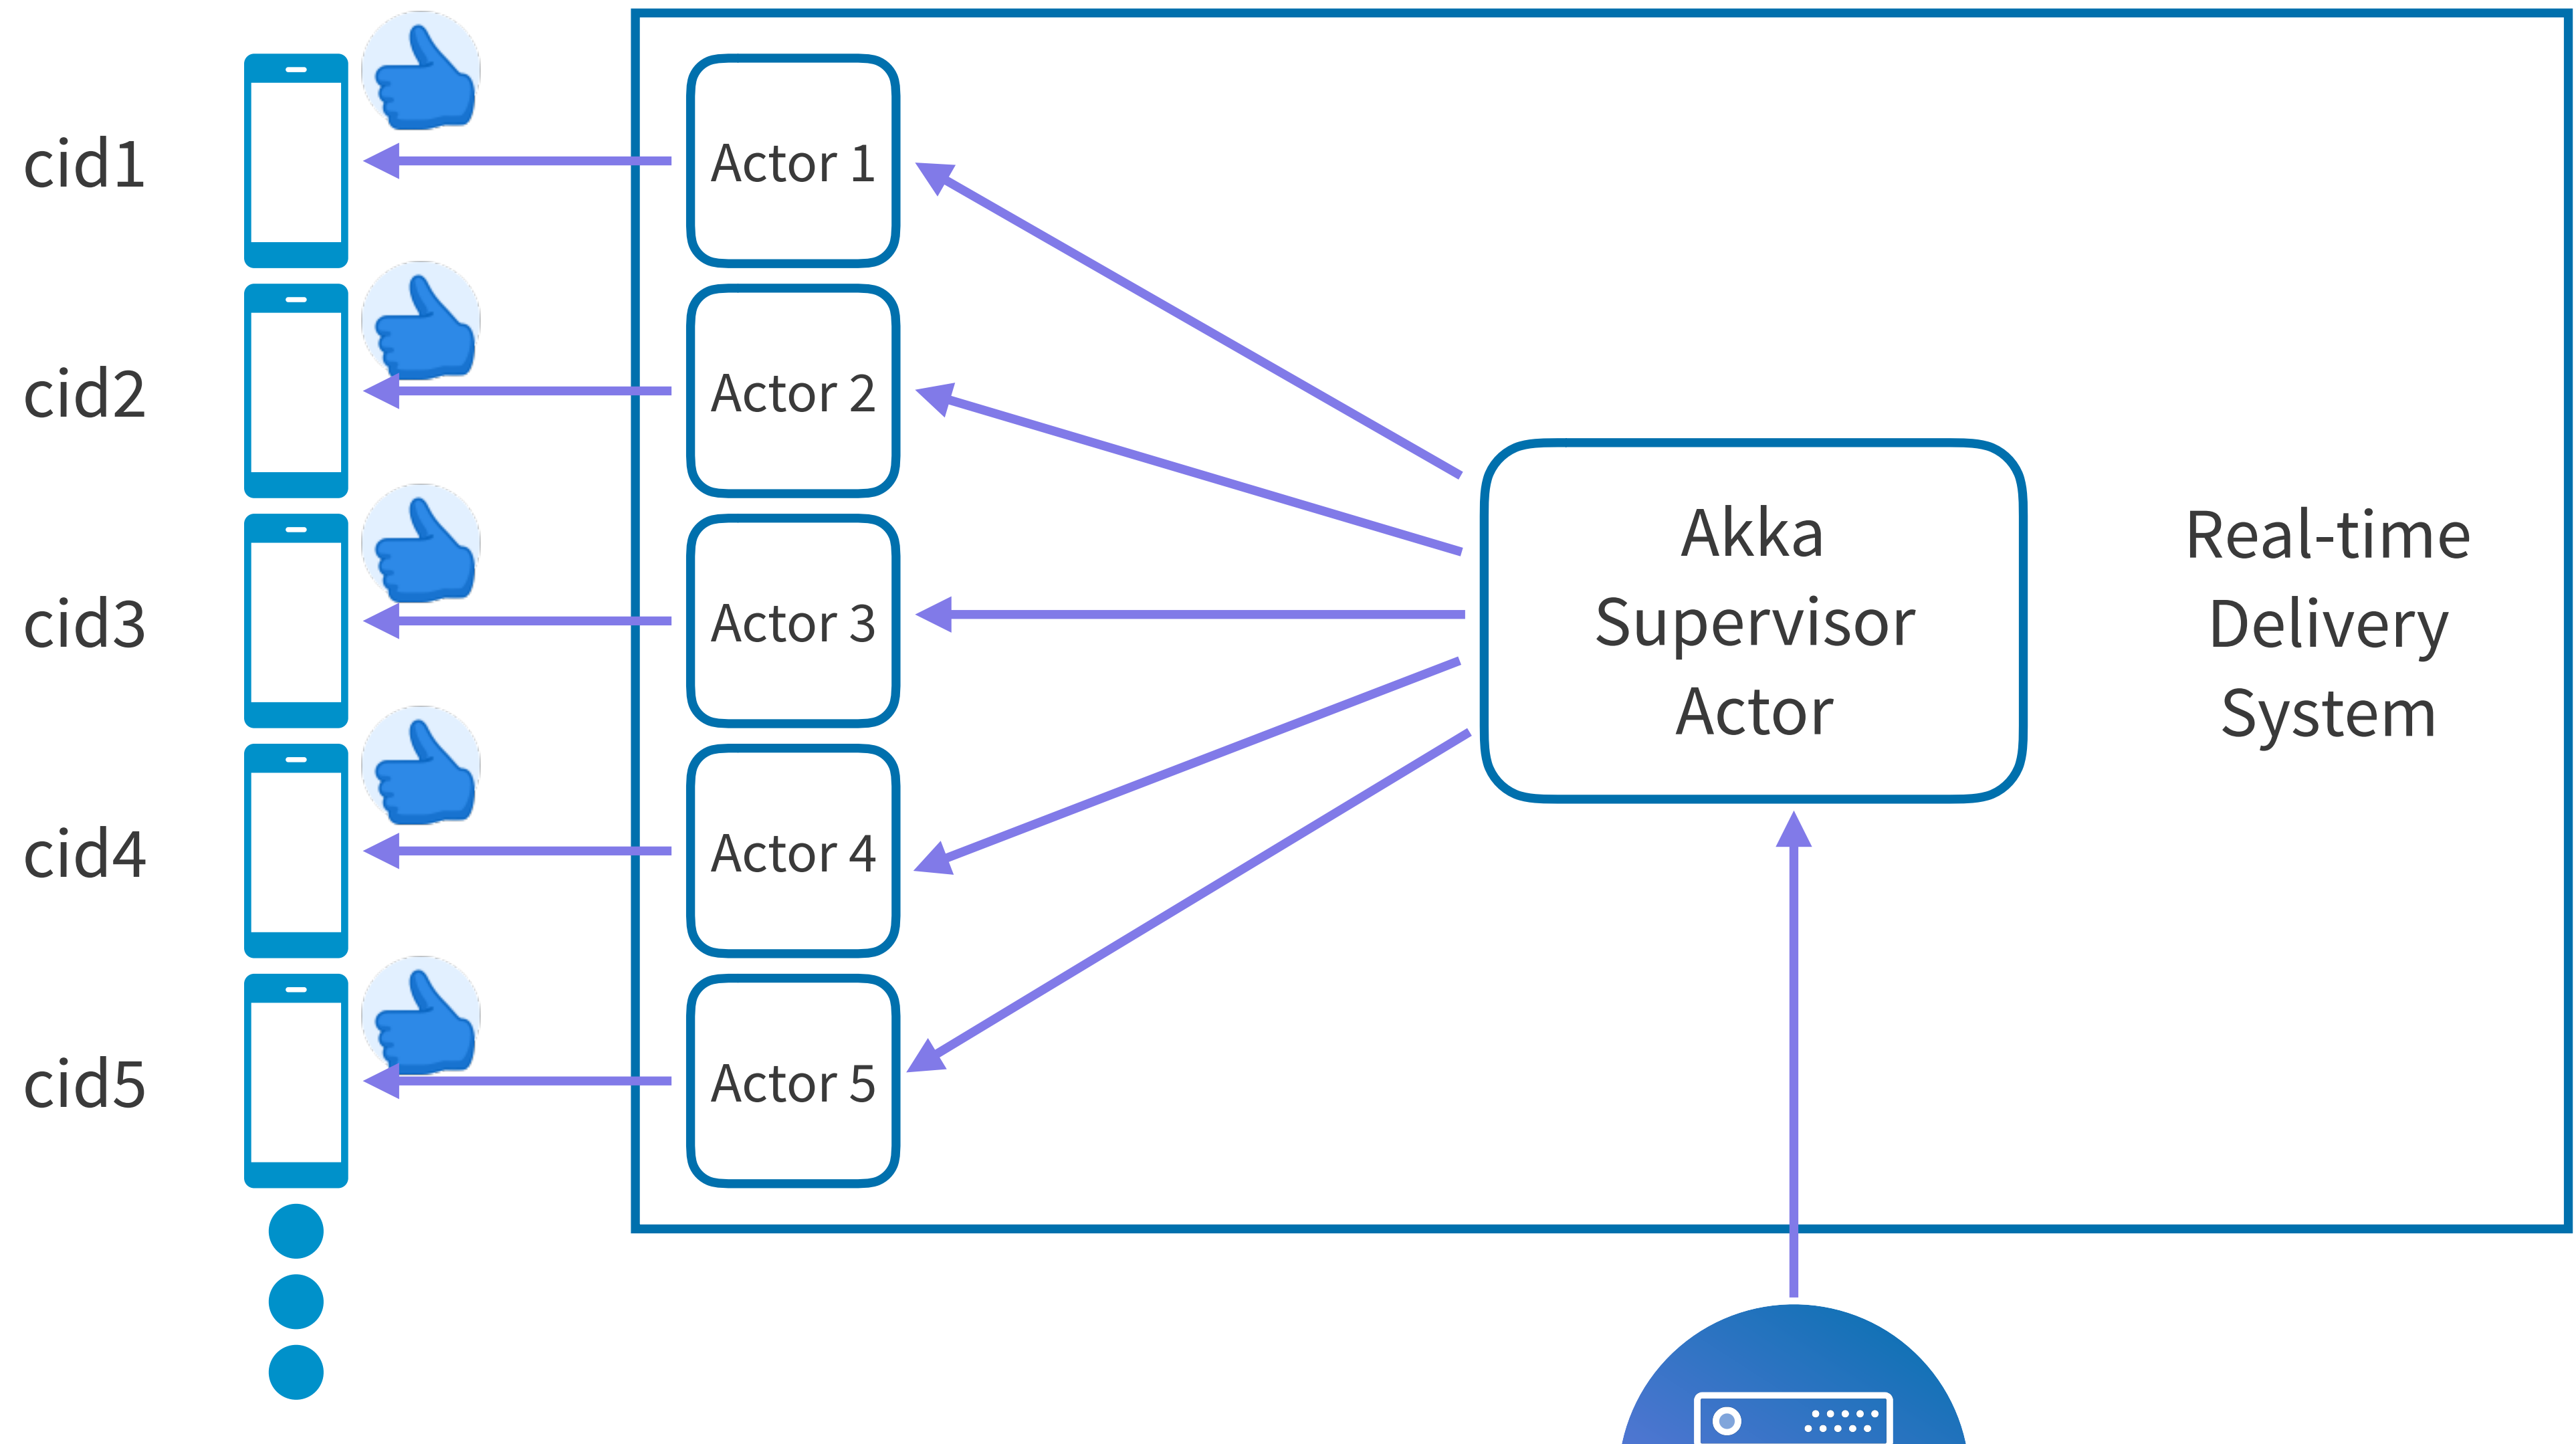 cid1
Actor 1
cid2
Actor 2
cid3
Actor 3
cid4
Actor 4
cid5
Actor 5
Akka
Supervisor
Actor
Real-time
Delivery
System